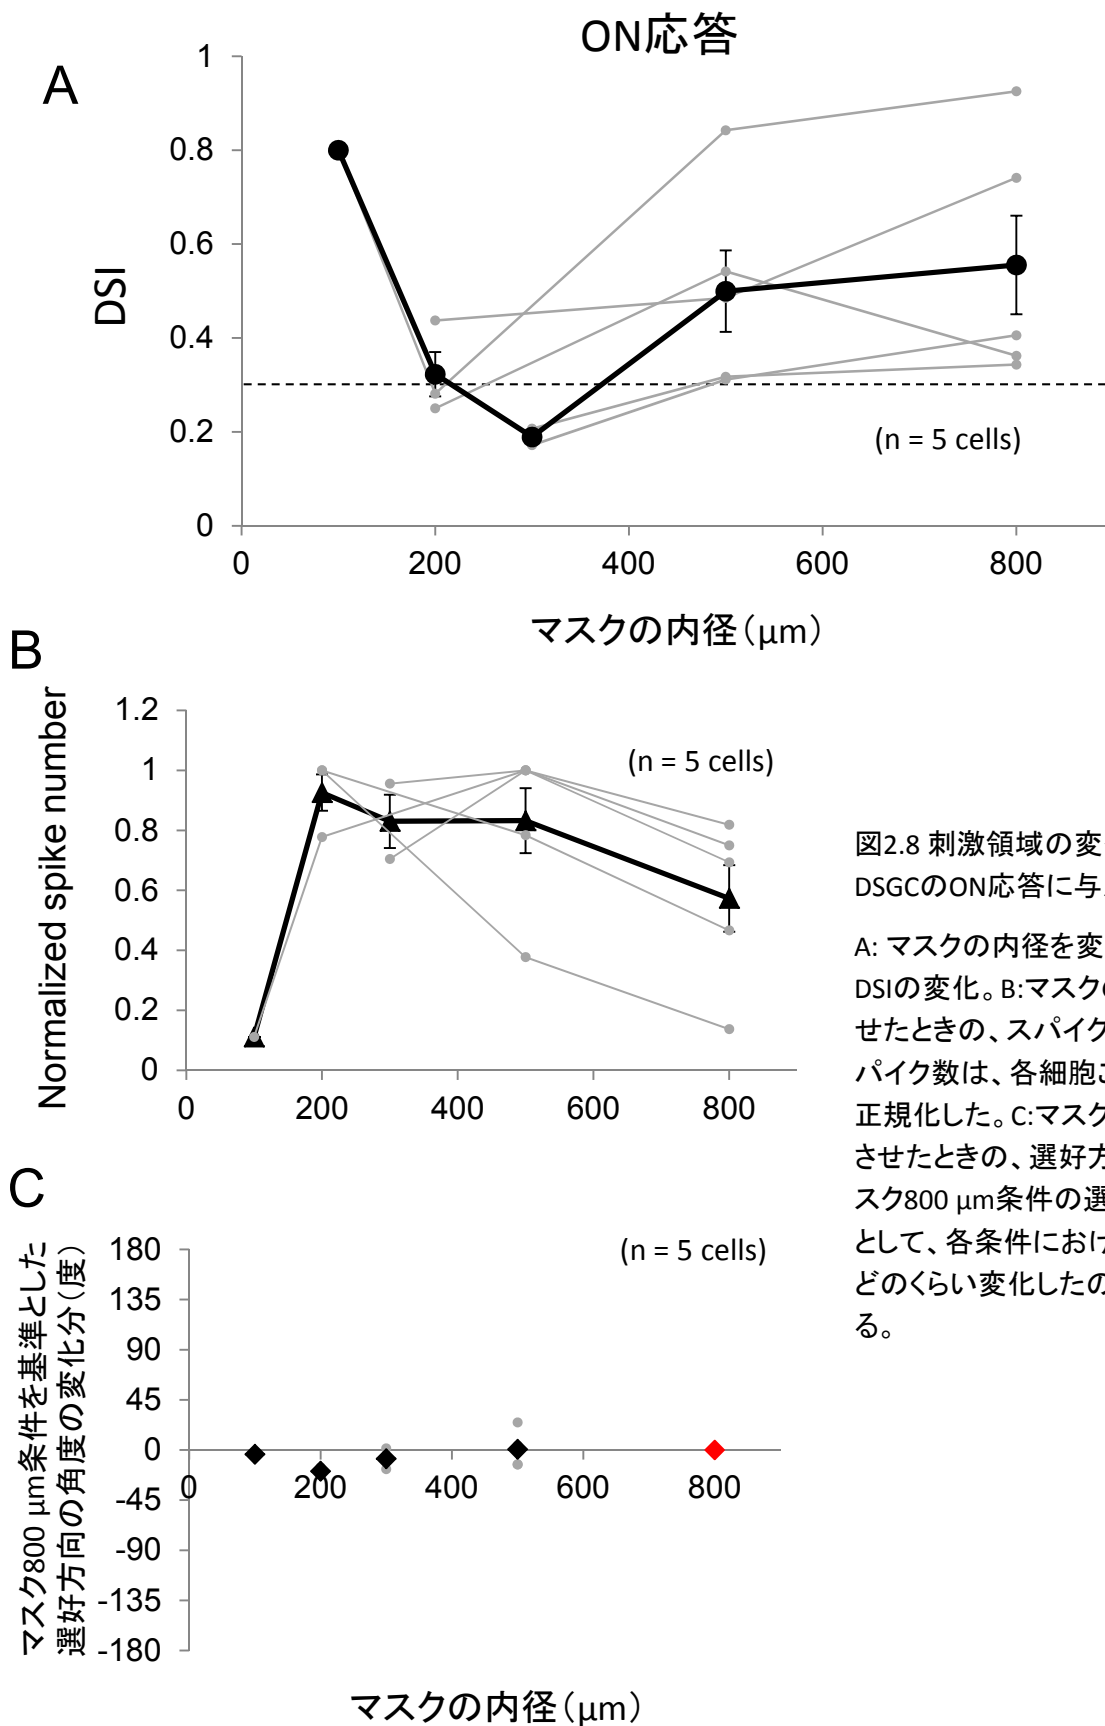 ON応答
A
1
0.8
0.6
0.4
0.2
0
DSI
(n = 5 cells)
0 200 400 600 800
マスクの内径(μm)
B
Normalized spike number
1.2
1
0.8
0.6
0.4
0.2
0
(n = 5 cells)
0 200 400 600 800
C
マスク800 μm条件を基準とした
選好方向の角度の変化分(度)
180
135
90
45
0
-45
-90
-135
-180
(n = 5 cells)
0 200 400 600 800
マスクの内径(μm)
図2.8 刺激領域の変
DSGCのON応答に与
A: マスクの内径を変
DSIの変化。B:マスク
せたときの、スパイク
パイク数は、各細胞
正規化した。C:マスク
させたときの、選好方
スク800 μm条件の選
として、各条件におけ
どのくらい変化したの
る。